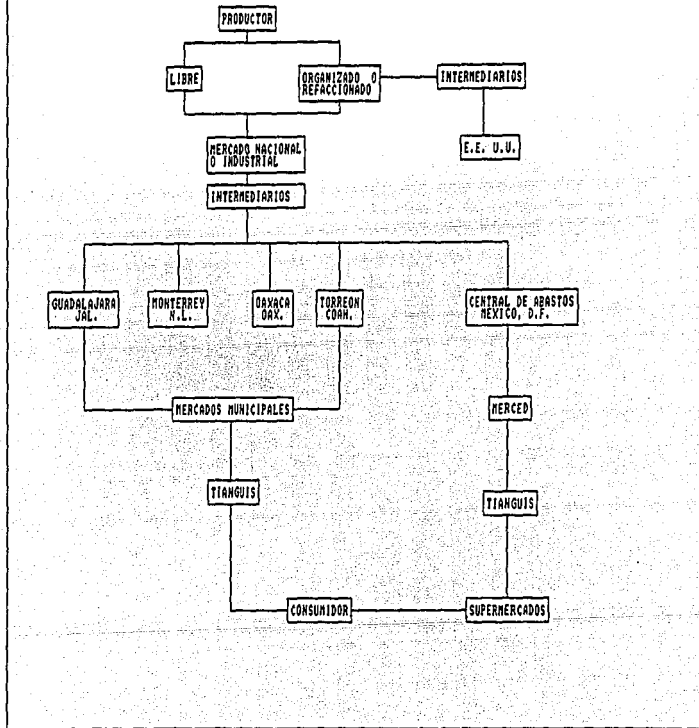 PRODUCTOR
LIBRE
ORGANIZADO O
REFACCIONADO
INTERMEDIARIOS
MERCADO NACIONAL
O INDUSTRIAL
E.E. U.U.
INTERMEDIARIOS
GUADALAJARA
JAL.
MONTERREY
N.L.
OAXACA
OAX.
TORREON
COAH.
CENTRAL DE ABASTOS
MEXICO, D.F.
MERCADOS MUNICIPALES
MERCED
TIANGUIS
TIANGUIS
CONSUMIDOR
SUPERMERCADOS